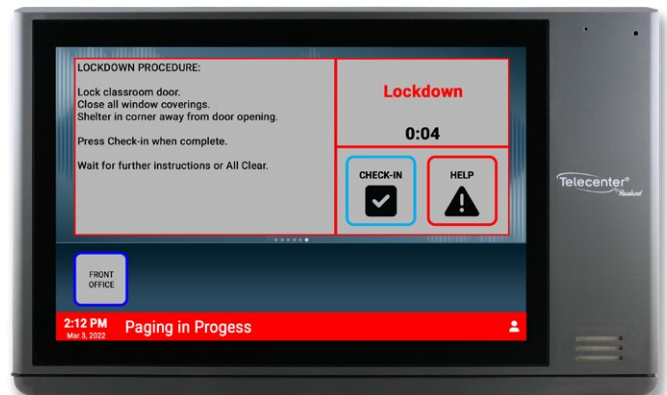 LOCKDOWN PROCEDURE:
Lock classroom door.
Close all window coverings.
Shelter in corner away from door opening.
Press Check-in when complete.
Wait for further instructions or All Clear.
Lockdown
0:04
CHECK-IN
HELP
Telecenter®
by Rauland
FRONT
OFFICE
2:12 PM
Mar 3, 2022
Paging in Progess